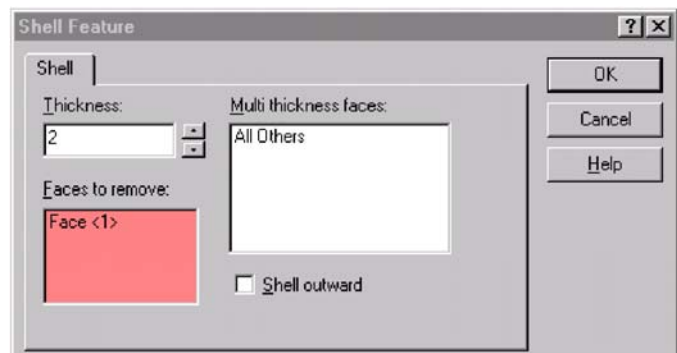 Shell Feature
Shell
Thickness:
2
Multi thickness faces:
All Others
Faces to remove:
Face <1>
Shell outward
OK
Cancel
Help